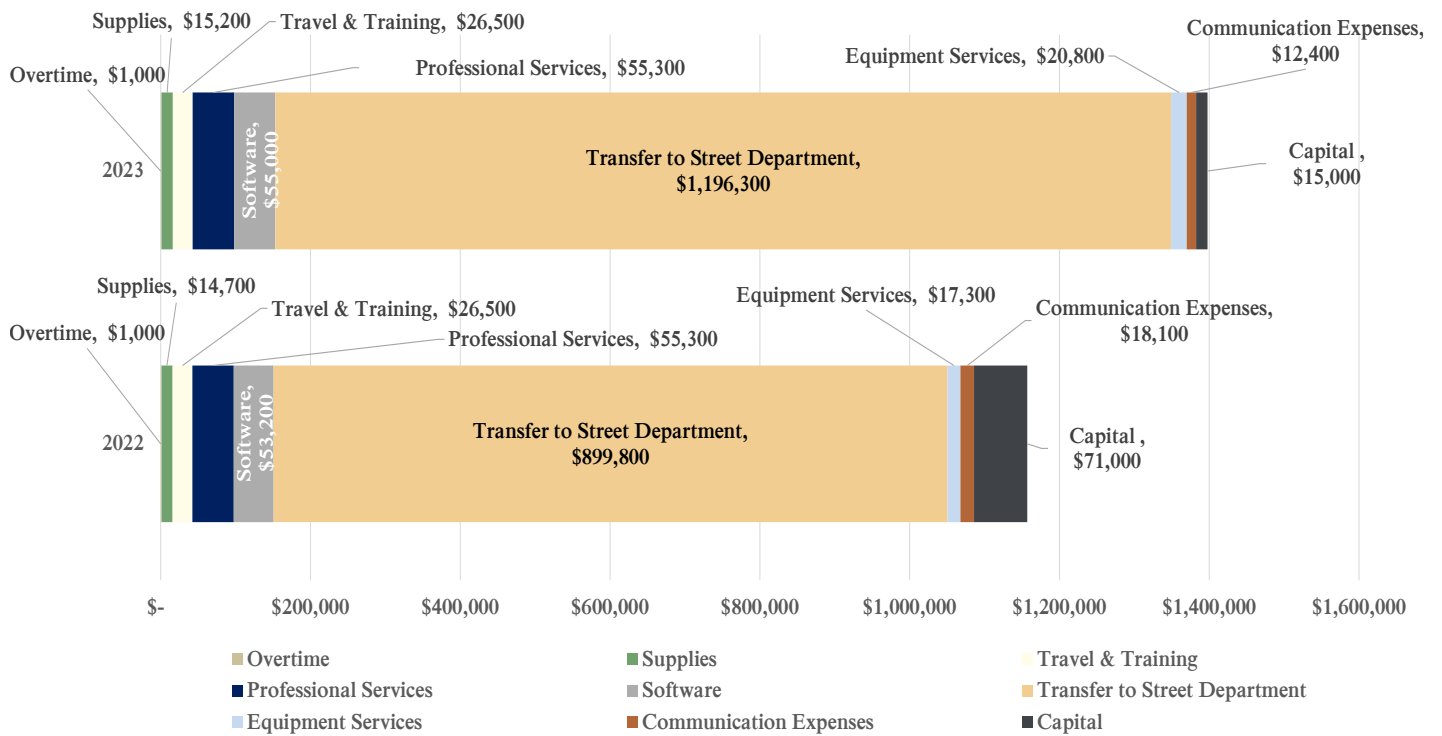 Supplies, $15,200
Travel & Training, $26,500
Communication Expenses,
$12,400
Equipment Services, $20,800
Professional Services, $55,300
Overtime, $1,000
2023
Software,
$55,000
Transfer to Street Department,
$1,196,300
Capital ,
$15,000
Supplies, $14,700
Travel & Training, $26,500
Equipment Services, $17,300
Communication Expenses,
$18,100
Overtime, $1,000
Professional Services, $55,300
2022
Software,
$53,200
Transfer to Street Department,
$899,800
Capital ,
$71,000
$- $200,000 $400,000 $600,000 $800,000 $1,000,000 $1,200,000 $1,400,000 $1,600,000
Overtime Supplies Travel & Training
Professional Services Software Transfer to Street Department
Equipment Services Communication Expenses Capital